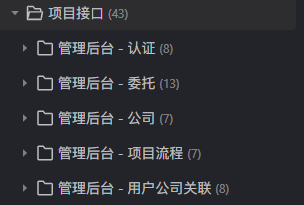 项目接口 (43)
管理后台 - 认证 (8)
管理后台 - 委托 (13)
管理后台 - 公司 (7)
管理后台 - 项目流程 (7)
管理后台 - 用户公司关联 (8)